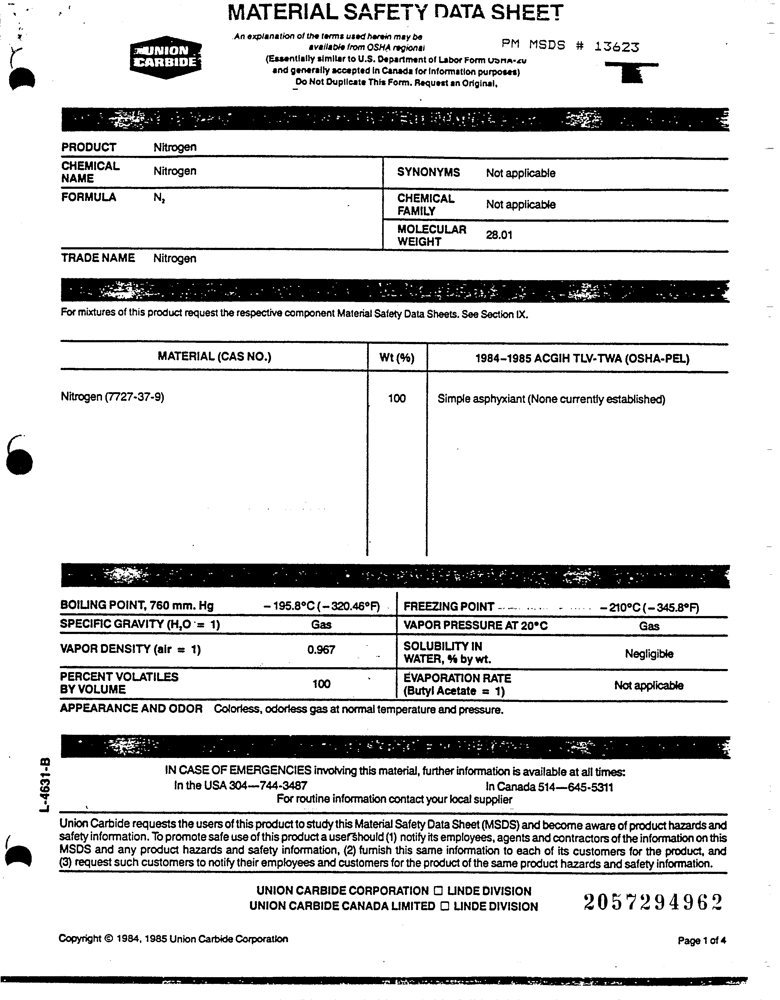 MATERIAL SAFETY DATA SHEET
UNION
CARBIDE
An explanation of the terms used herein may be
available from OSHA regional
(Essentially similar to U.S. Department of Labor Form OSHA-20
and generally accepted in Canada for information purposes)
Do Not Duplicate This Form. Request an Original.
PM MSDS # 13623
PRODUCT Nitrogen
CHEMICAL NAME Nitrogen
SYNONYMS Not applicable
FORMULA N₂
CHEMICAL FAMILY Not applicable
MOLECULAR WEIGHT 28.01
TRADE NAME Nitrogen
For mixtures of this product request the respective component Material Safety Data Sheets. See Section IX.
MATERIAL (CAS NO.) Wt (%) 1984–1985 ACGIH TLV-TWA (OSHA-PEL)
Nitrogen (7727-37-9) 100 Simple asphyxiant (None currently established)
BOILING POINT, 760 mm. Hg – 195.8°C (– 320.46°F) FREEZING POINT – 210°C (– 345.8°F)
SPECIFIC GRAVITY (H₂O = 1) Gas VAPOR PRESSURE AT 20°C Gas
VAPOR DENSITY (air = 1) 0.967 SOLUBILITY IN WATER, % by wt. Negligible
PERCENT VOLATILES BY VOLUME 100 EVAPORATION RATE (Butyl Acetate = 1) Not applicable
APPEARANCE AND ODOR Colorless, odorless gas at normal temperature and pressure.
L-4631-B
IN CASE OF EMERGENCIES involving this material, further information is available at all times:
In the USA 304—744-3487 In Canada 514—645-5311
For routine information contact your local supplier
Union Carbide requests the users of this product to study this Material Safety Data Sheet (MSDS) and become aware of product hazards and
safety information. To promote safe use of this product a user should (1) notify its employees, agents and contractors of the information on this
MSDS and any product hazards and safety information, (2) furnish this same information to each of its customers for the product, and
(3) request such customers to notify their employees and customers for the product of the same product hazards and safety information.
UNION CARBIDE CORPORATION ☐ LINDE DIVISION
UNION CARBIDE CANADA LIMITED ☐ LINDE DIVISION
2057294962
Copyright © 1984, 1985 Union Carbide Corporation
Page 1 of 4